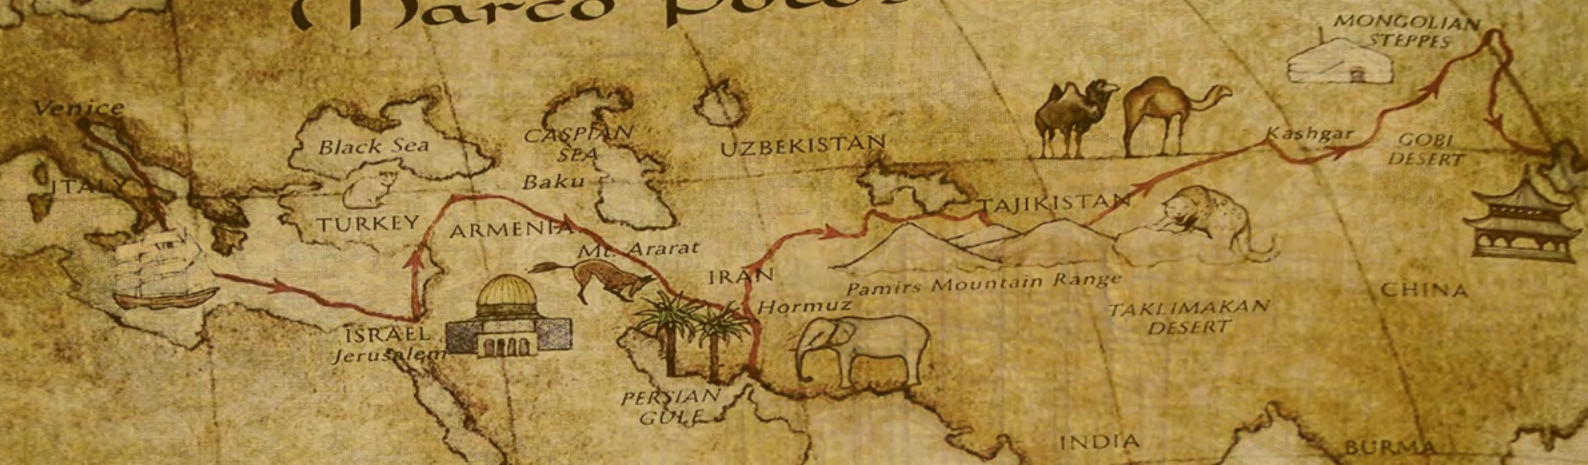 Marco Polo
MONGOLIAN
STEPPES
Venice
Black Sea
CASPIAN
SEA
UZBEKISTAN
Kashgar
GOBI
DESERT
ITALY
Baku
TURKEY
ARMENIA
TAJIKISTAN
Mt. Ararat
IRAN
Pamirs Mountain Range
CHINA
Hormuz
TAKLIMAKAN
DESERT
ISRAEL
Jerusalem
PERSIAN
GULF
INDIA
BURMA